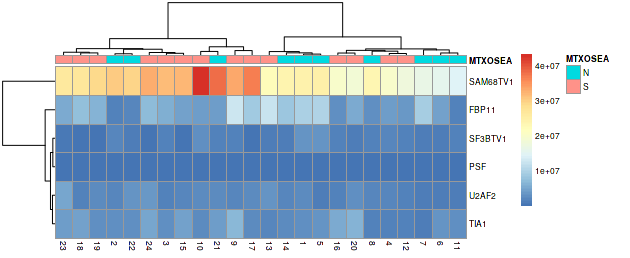 MTXOSEA
SAM68TV1
FBP11
SF3BTV1
PSF
U2AF2
TIA1
23 18 19 2 22 24 3 15 10 21 9 17 13 14 1 5 16 20 8 4 12 7 6 11
4e+07
3e+07
2e+07
1e+07
MTXOSEA
N
S